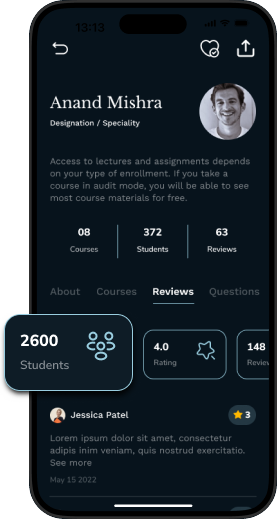 13:13
Anand Mishra
Designation / Speciality
Access to lectures and assignments depends
on your type of enrollment. If you take a
course in audit mode, you will be able to see
most course materials for free.
08 372 63
Courses Students Reviews
About Courses Reviews Questions
2600
Students
4.0
Rating
148
Review
Jessica Patel 3
Lorem ipsum dolor sit amet, consectetur
adipis inim veniam, quis nostrud exercitatio.
See more
May 15 2022